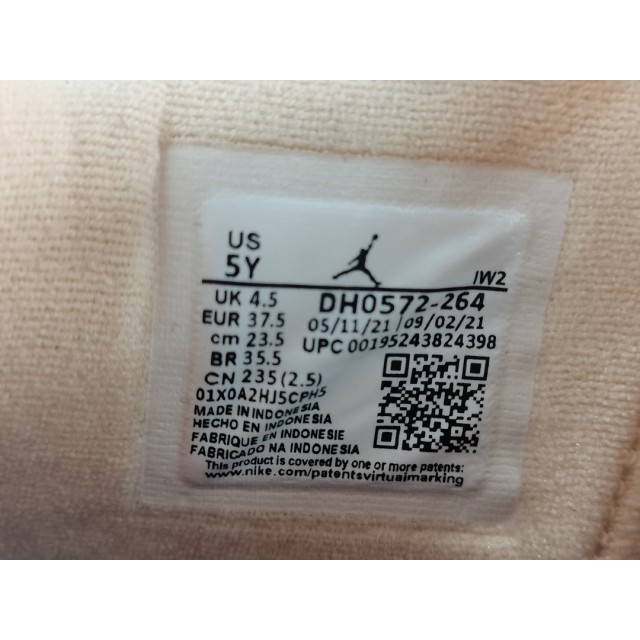 US
5Y
/W2
UK 4.5
DH0572-264
EUR 37.5
05/11/21 / 09/02/21
cm 23.5
UPC 00195243824398
BR 35.5
CN 235(2.5)
01X0A2HJ5CPH5
MADE IN INDONESIA
HECHO EN INDONESIA
FABRIQUE EN INDONESIE
FABRICADO NA INDONESIA
This product is covered by one or more patents:
www.nike.com/patentsvirtualmarking